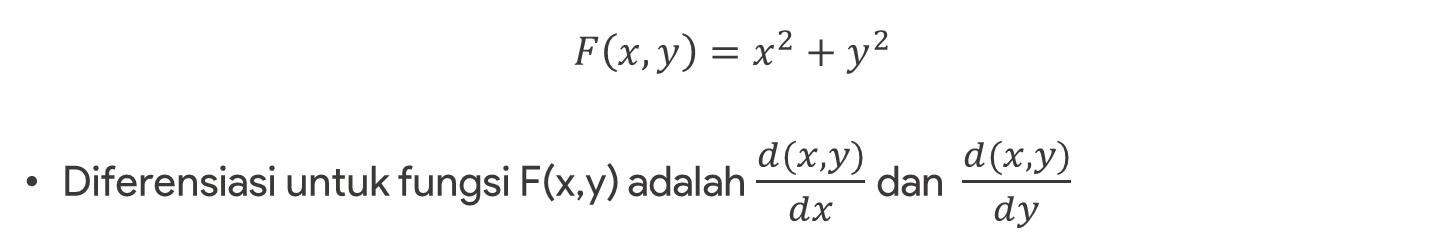 F(x, y) = x² + y²
• Diferensiasi untuk fungsi F(x,y) adalah d(x,y)/dx dan d(x,y)/dy